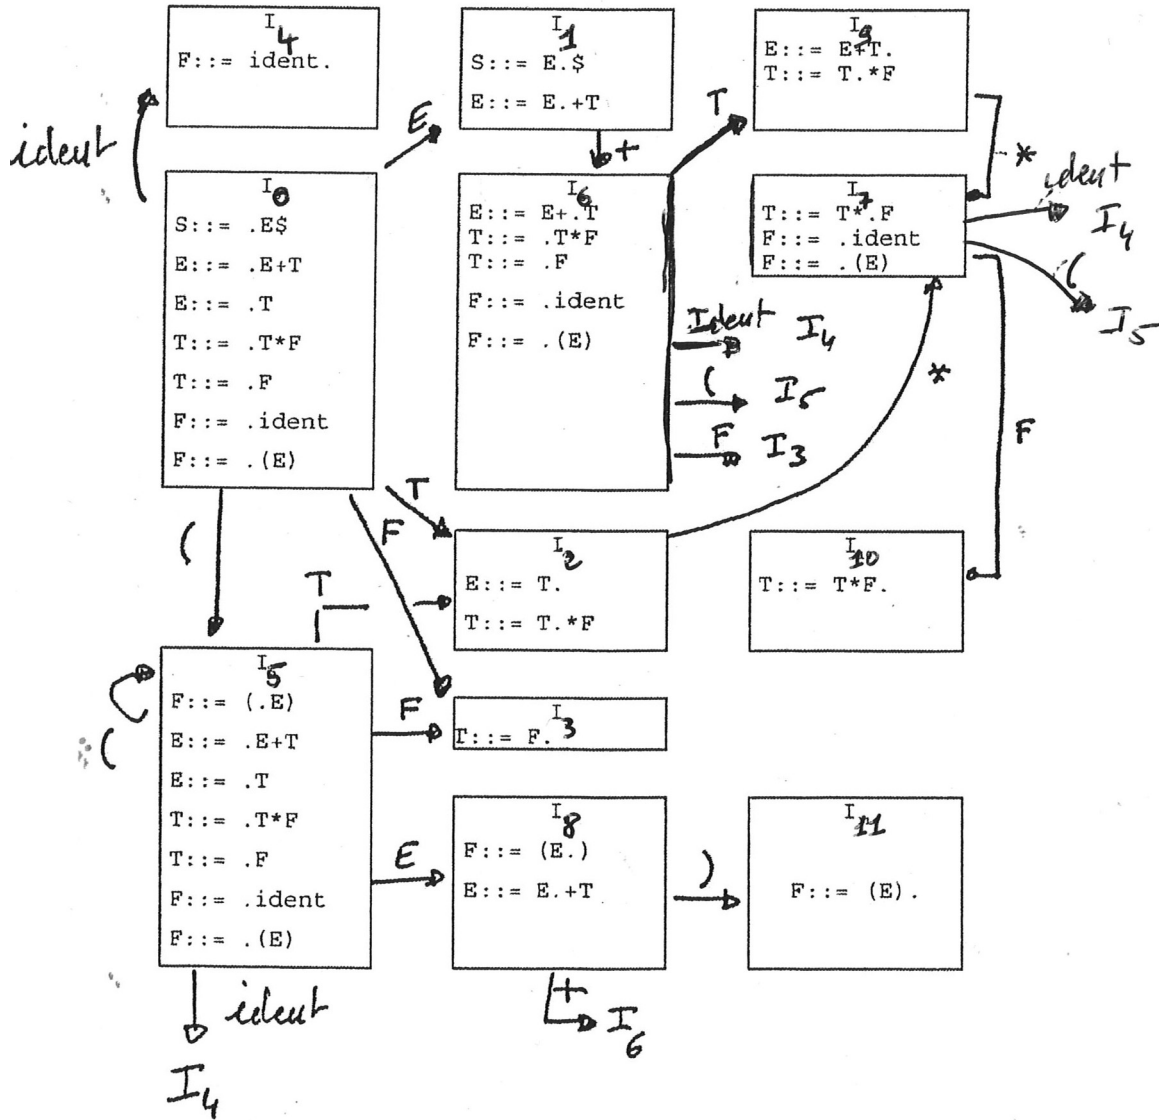 I4
F::= ident.
I1
S::= E.$
E::= E.+T
I9
E::= E+T.
T::= T.*F
ident
E
+
T
*
I0
S::= .E$
E::= .E+T
E::= .T
T::= .T*F
T::= .F
F::= .ident
F::= .(E)
I6
E::= E+.T
T::= .T*F
T::= .F
F::= .ident
F::= .(E)
I7
T::= T*.F
F::= .ident
F::= .(E)
ident
I4
(
I5
Ident I4
( I5
F I3
*
F
(
T
F
T
I2
E::= T.
T::= T.*F
I10
T::= T*F.
I5
F::= (.E)
E::= .E+T
E::= .T
T::= .T*F
T::= .F
F::= .ident
F::= .(E)
(
F
I3
T::= F.
E
I8
F::= (E.)
E::= E.+T
)
I11
F::= (E).
ident
I4
+
I6